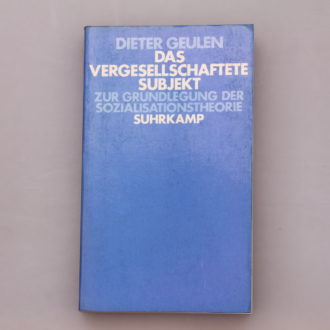 DIETER GEULEN
DAS
VERGESELLSCHAFTETE
SUBJEKT
ZUR GRUNDLEGUNG DER
SOZIALISATIONSTHEORIE
SUHRKAMP